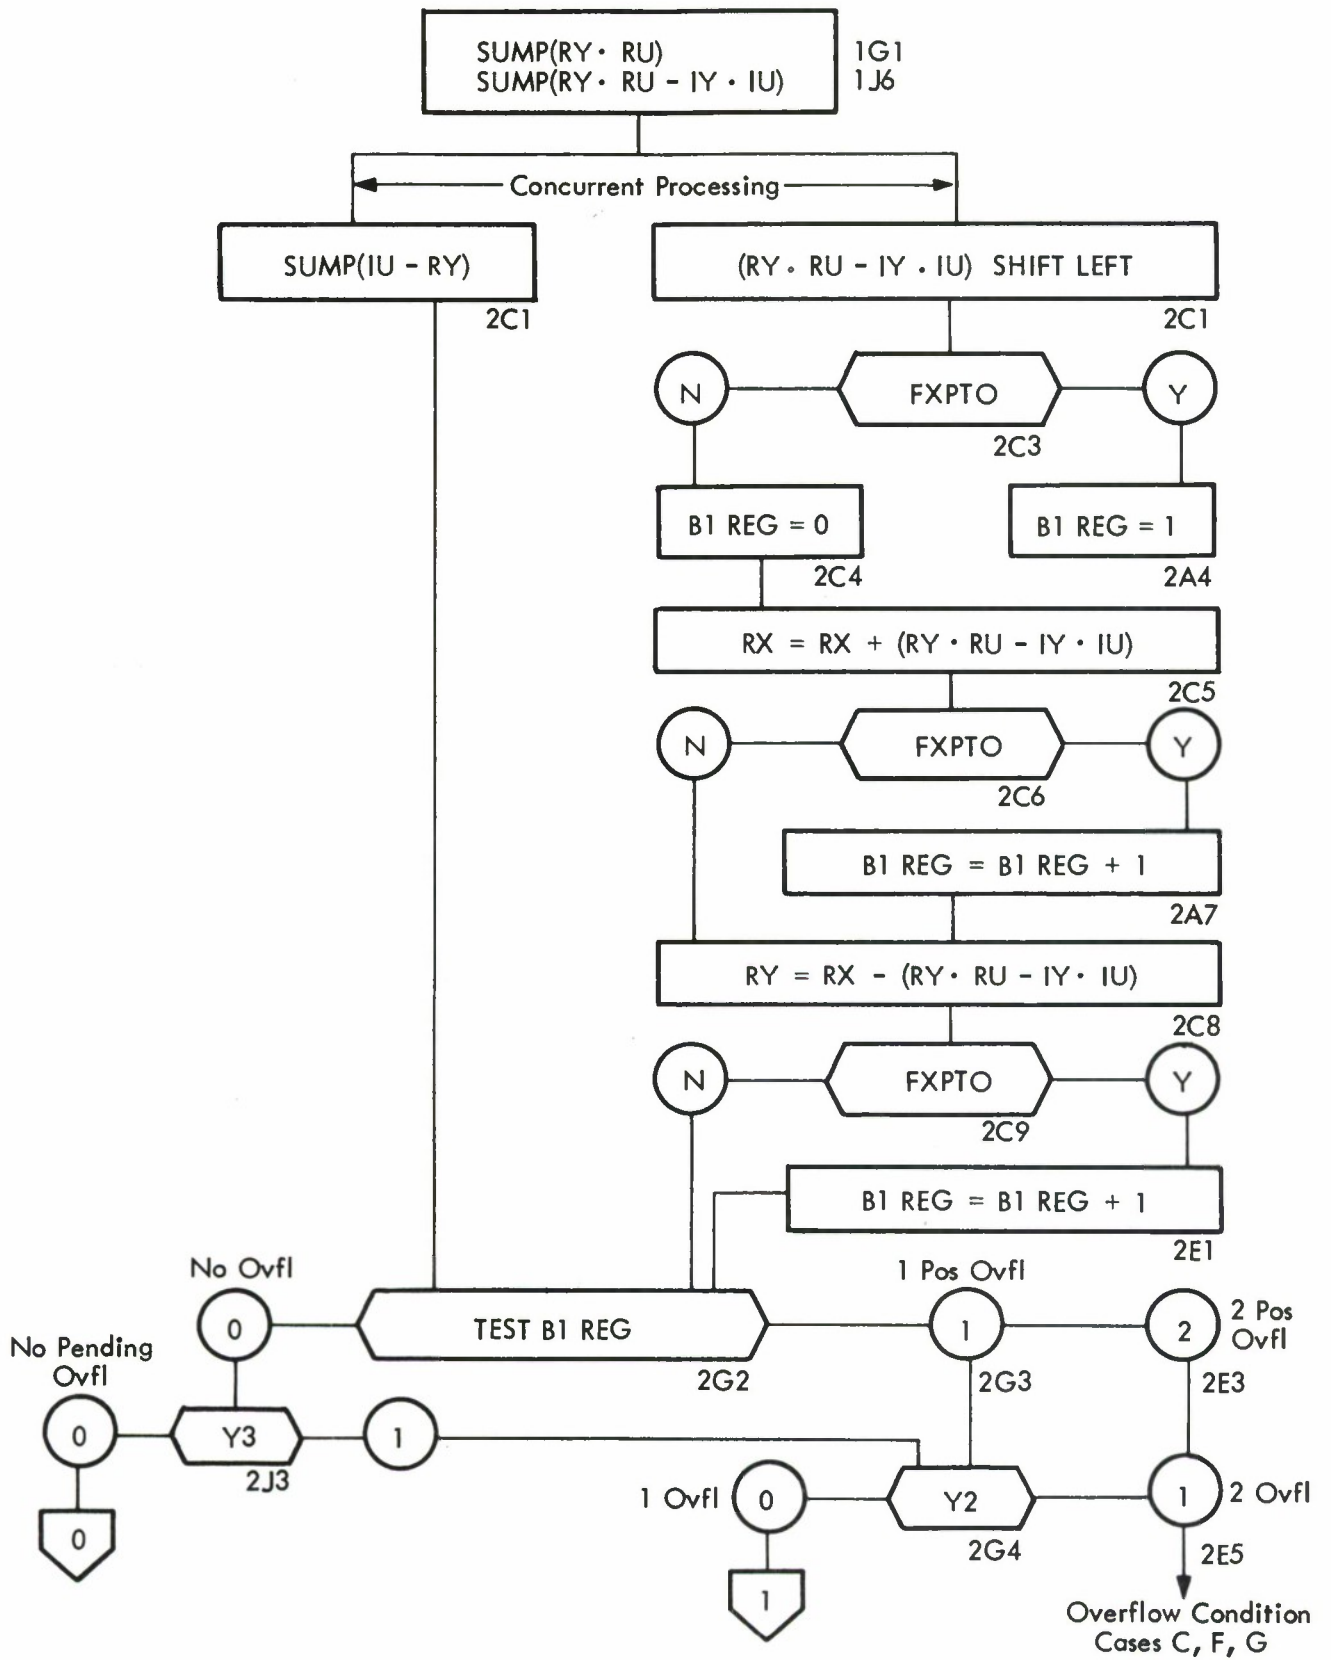 SUMP(RY · RU)
SUMP(RY · RU - IY · IU)
1G1
1J6
Concurrent Processing
SUMP(IU - RY)
2C1
(RY · RU - IY · IU) SHIFT LEFT
2C1
N
FXPTO
Y
2C3
B1 REG = 0
2C4
B1 REG = 1
2A4
RX = RX + (RY · RU - IY · IU)
2C5
N
FXPTO
Y
2C6
B1 REG = B1 REG + 1
2A7
RY = RX - (RY · RU - IY · IU)
2C8
N
FXPTO
Y
2C9
B1 REG = B1 REG + 1
2E1
No Ovfl
0
TEST B1 REG
2G2
1 Pos Ovfl
1
2G3
2
2 Pos
Ovfl
2E3
No Pending
Ovfl
0
Y3
2J3
1
0
1 Ovfl
0
Y2
2G4
1
2 Ovfl
2E5
1
Overflow Condition
Cases C, F, G